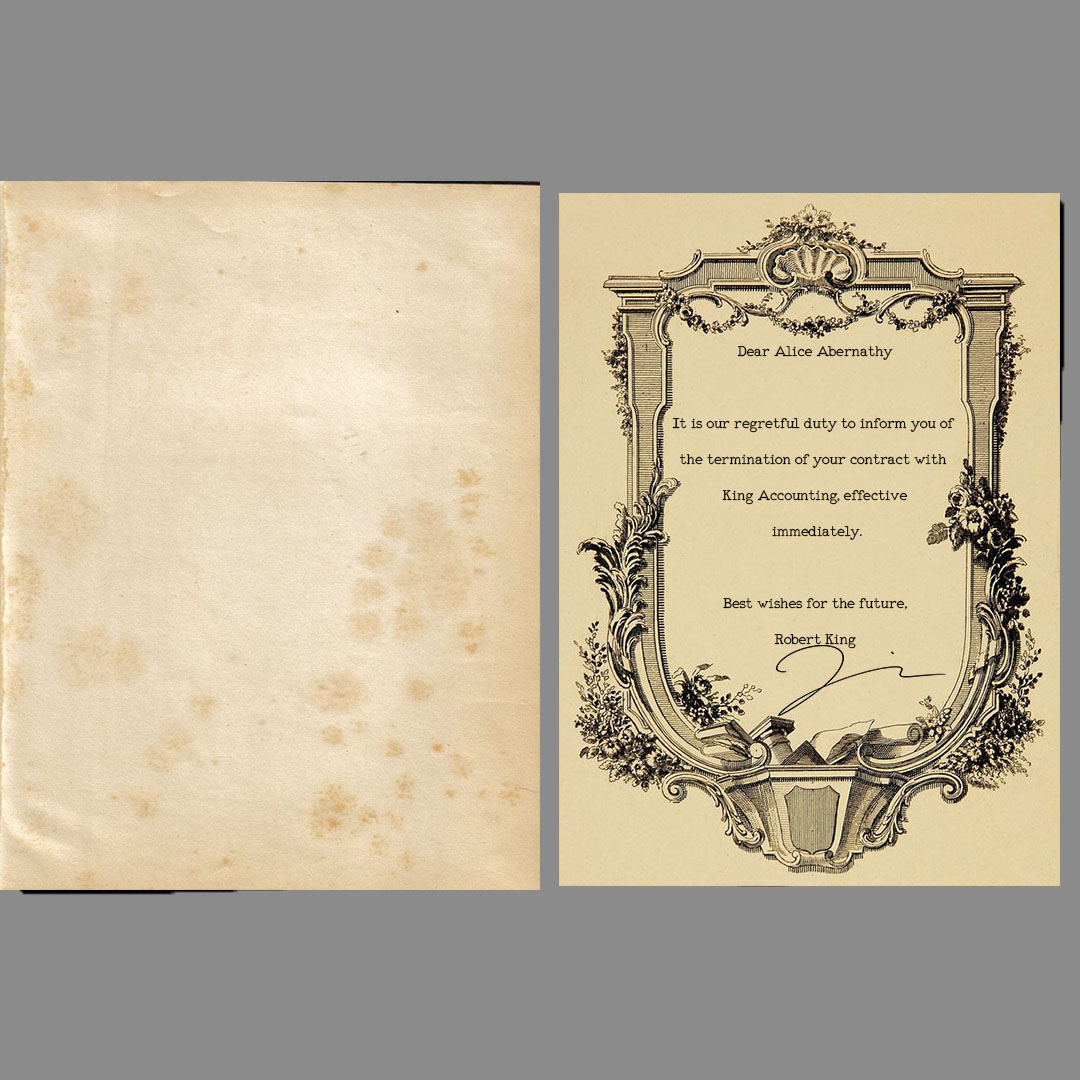 Dear Alice Abernathy
It is our regretful duty to inform you of
the termination of your contract with
King Accounting, effective
immediately.
Best wishes for the future,
Robert King